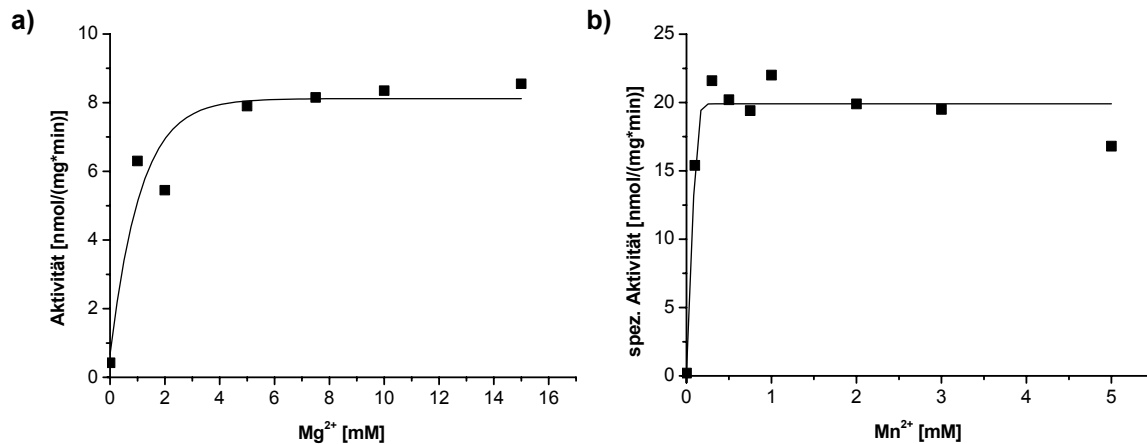 a)
10
8
6
4
2
0
Aktivität [nmol/(mg*min)]
0 2 4 6 8 10 12 14 16
Mg²⁺ [mM]
b)
25
20
15
10
5
0
spez. Aktivität [nmol/(mg*min)]
0 1 2 3 4 5
Mn²⁺ [mM]